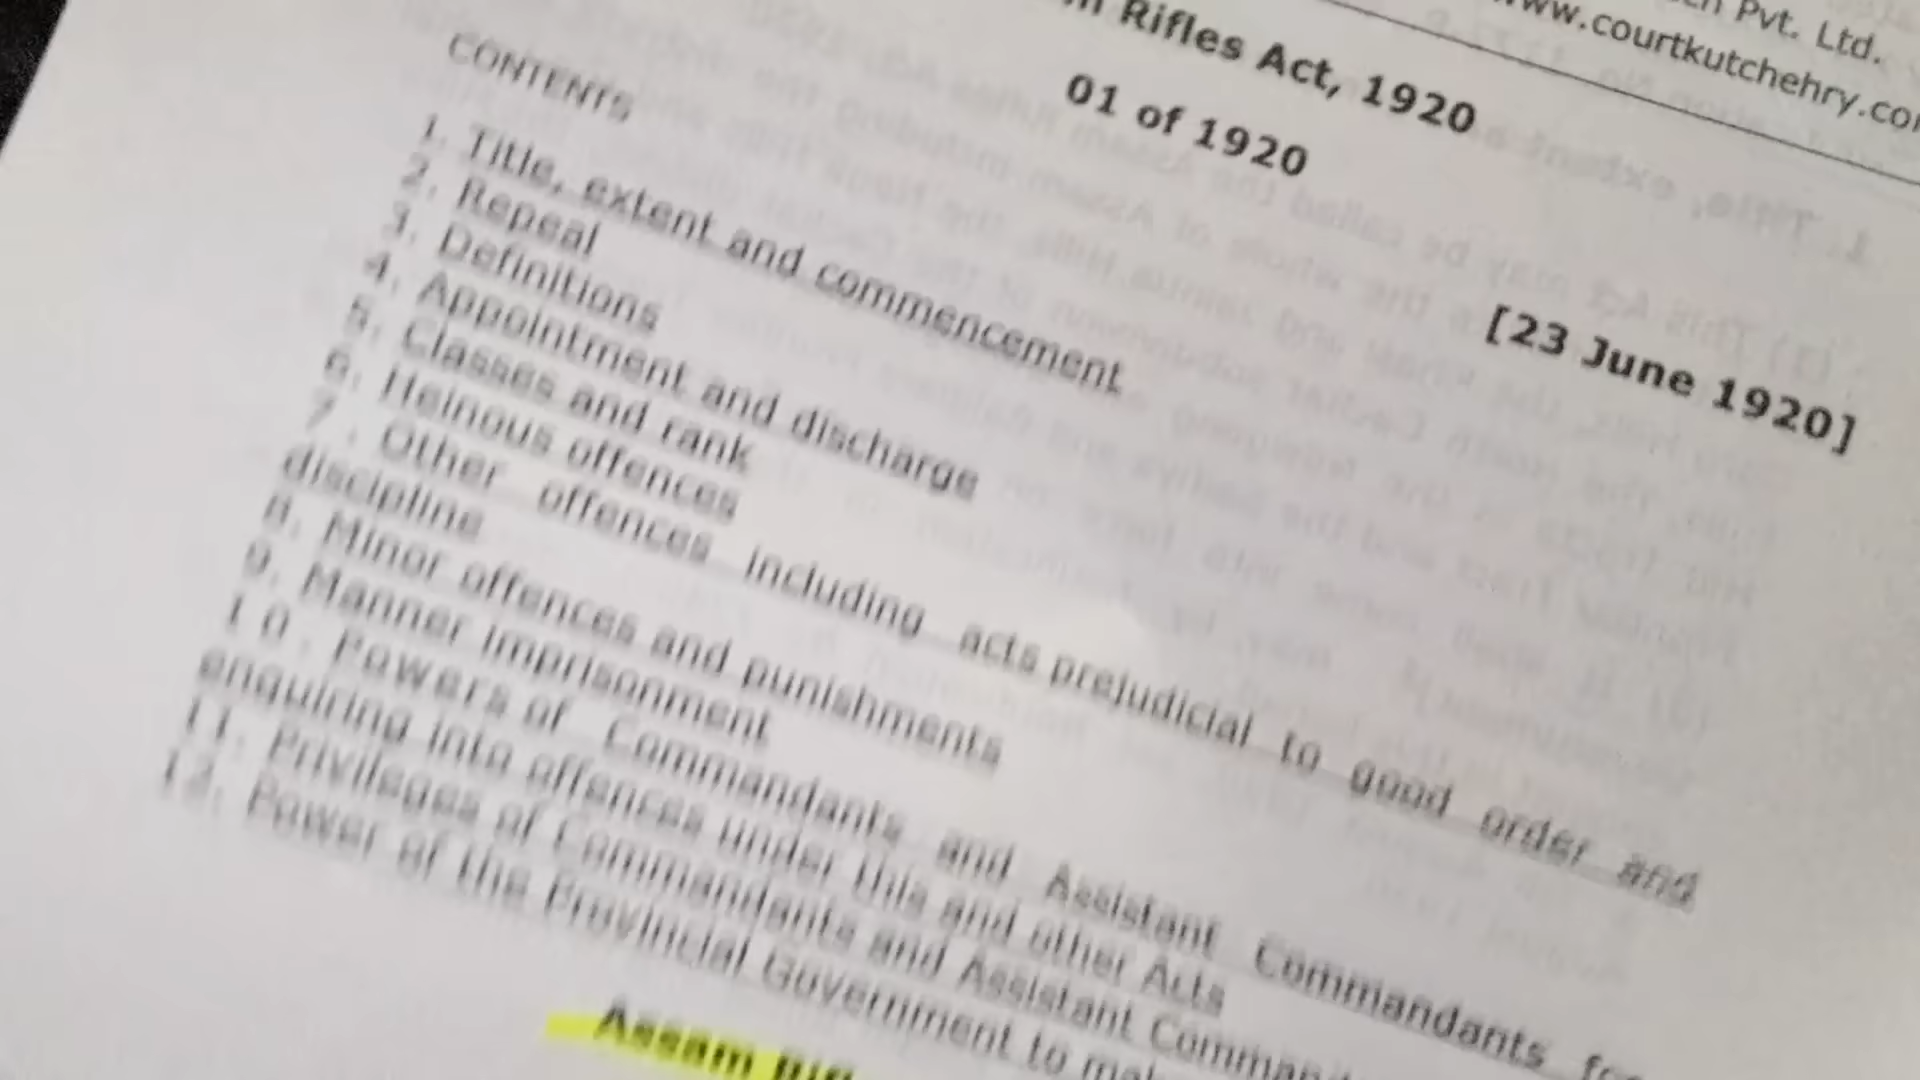 Pvt. Ltd.
www.courtkutchehry.co
Rifles Act, 1920
01 of 1920
[23 June 1920]
CONTENTS
1. Title, extent and commencement
2. Repeal
3. Definitions
4. Appointment and discharge
5. Classes and rank
6. Heinous offences
7. Other offences including acts prejudicial to good order and
discipline
8. Minor offences and punishments
9. Manner imprisonment
10. Powers of Commandants and Assistant Commandants for
enquiring into offences under this and other Acts
11. Privileges of Commandants and Assistant Command
12. Power of the Provincial Government to
Assam